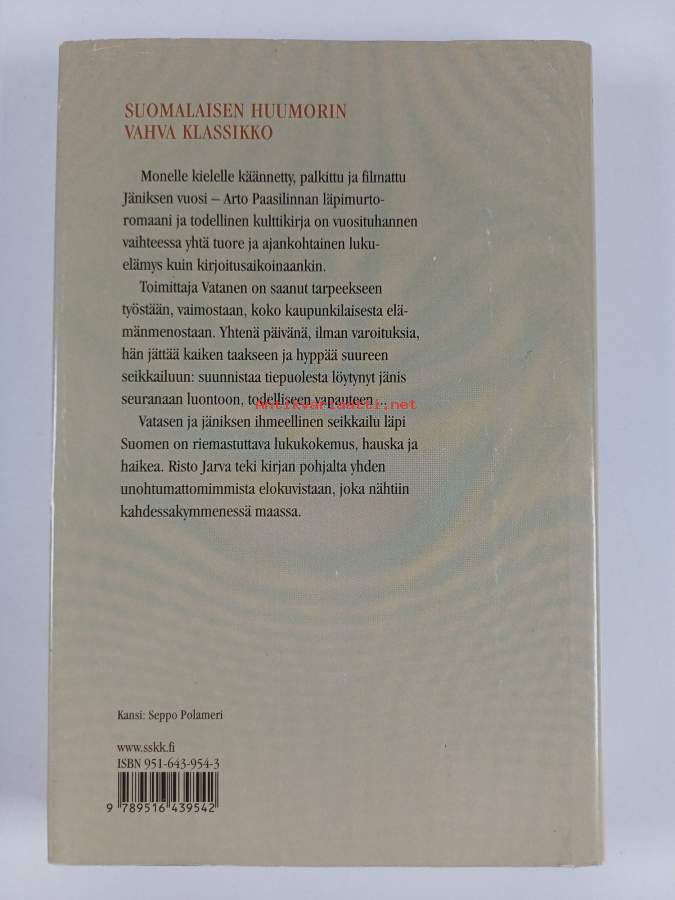 SUOMALAISEN HUUMORIN
VAHVA KLASSIKKO
Monelle kielelle käännetty, palkittu ja filmattu
Jäniksen vuosi – Arto Paasilinnan läpimurto-
romaani ja todellinen kulttikirja on vuosituhannen
vaihteessa yhtä tuore ja ajankohtainen luku-
elämys kuin kirjoitusaikoinaankin.
Toimittaja Vatanen on saanut tarpeekseen
työstään, vaimostaan, koko kaupunkilaisesta elä-
mänmenostaan. Yhtenä päivänä, ilman varoituksia,
hän jättää kaiken taakseen ja hyppää suureen
seikkailuun: suunnistaa tiepuolesta löytynyt jänis
seuranaan luontoon, todelliseen vapauteen...
Antikvariaatti.net
Vatasen ja jäniksen ihmeellinen seikkailu läpi
Suomen on riemastuttava lukukokemus, hauska ja
haikea. Risto Jarva teki kirjan pohjalta yhden
unohtumattomimmista elokuvistaan, joka nähtiin
kahdessakymmenessä maassa.
Kansi: Seppo Polameri
www.sskk.fi
ISBN 951-643-954-3
9 789516 439542